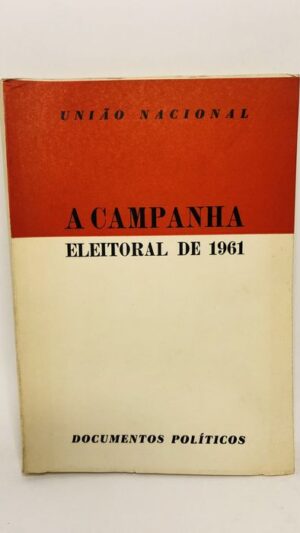 UNIÃO NACIONAL
A CAMPANHA
ELEITORAL DE 1961
DOCUMENTOS POLÍTICOS